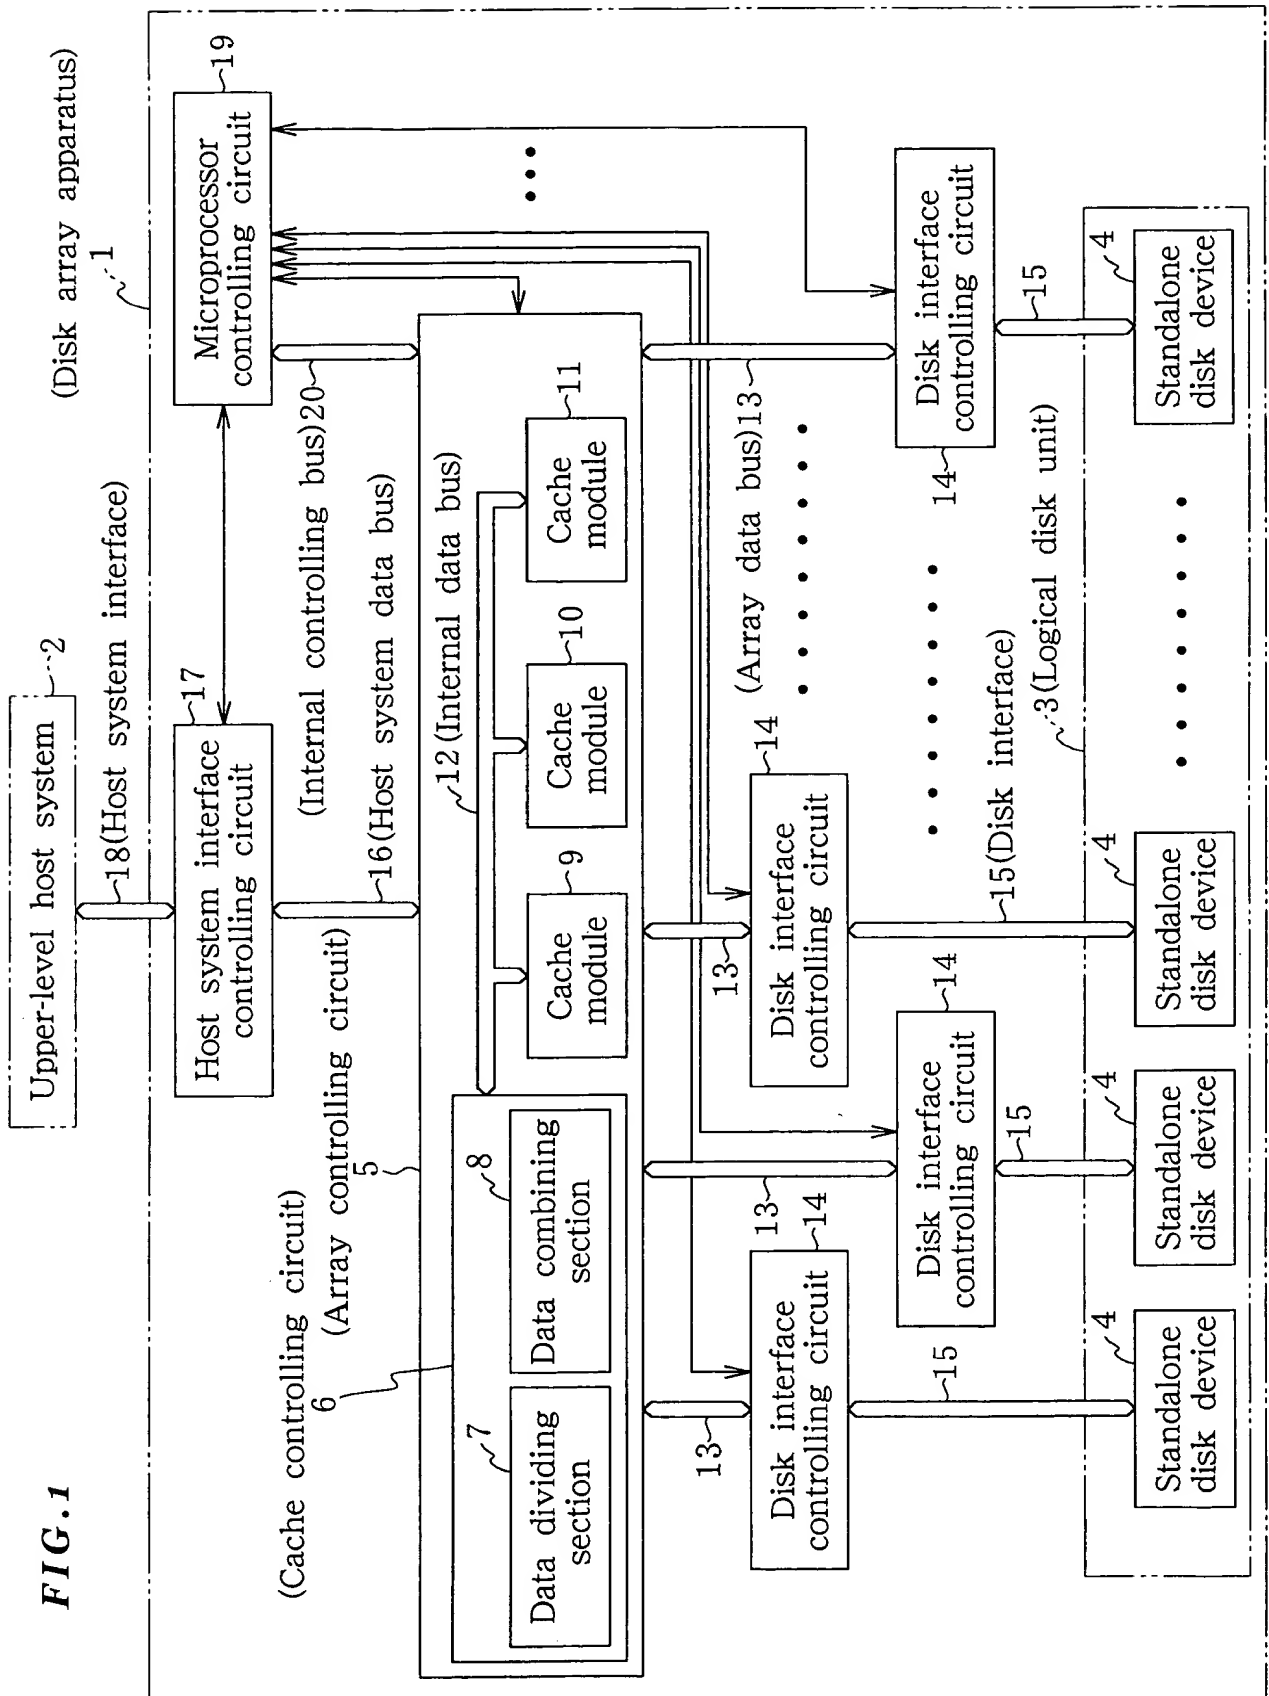 FIG.1
Upper-level host system
2
18(Host system interface)
1
(Disk array apparatus)
Host system interface
controlling circuit
17
Microprocessor
controlling circuit
19
(Internal controlling bus)20
16(Host system data bus)
(Cache controlling circuit)
6
(Array controlling circuit)
5
7
Data dividing
section
8
Data combining
section
12(Internal data bus)
Cache
module
9
Cache
module
10
Cache
module
11
13
13
13
(Array data bus)13
Disk interface
controlling circuit
14
Disk interface
controlling circuit
14
Disk interface
controlling circuit
14
Disk interface
controlling circuit
14
15
15
15(Disk interface)
15
3(Logical disk unit)
Standalone
disk device
4
Standalone
disk device
4
Standalone
disk device
4
Standalone
disk device
4